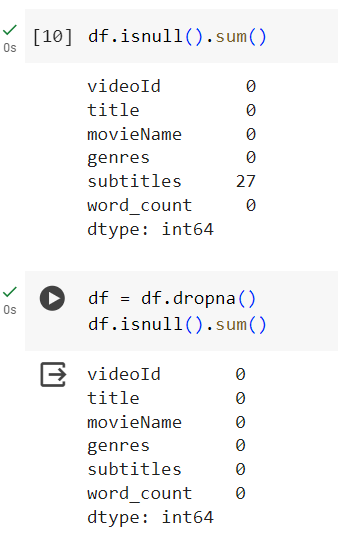 [10] df.isnull().sum()
0s
videoId 0
title 0
movieName 0
genres 0
subtitles 27
word_count 0
dtype: int64
df = df.dropna()
0s
df.isnull().sum()
videoId 0
title 0
movieName 0
genres 0
subtitles 0
word_count 0
dtype: int64